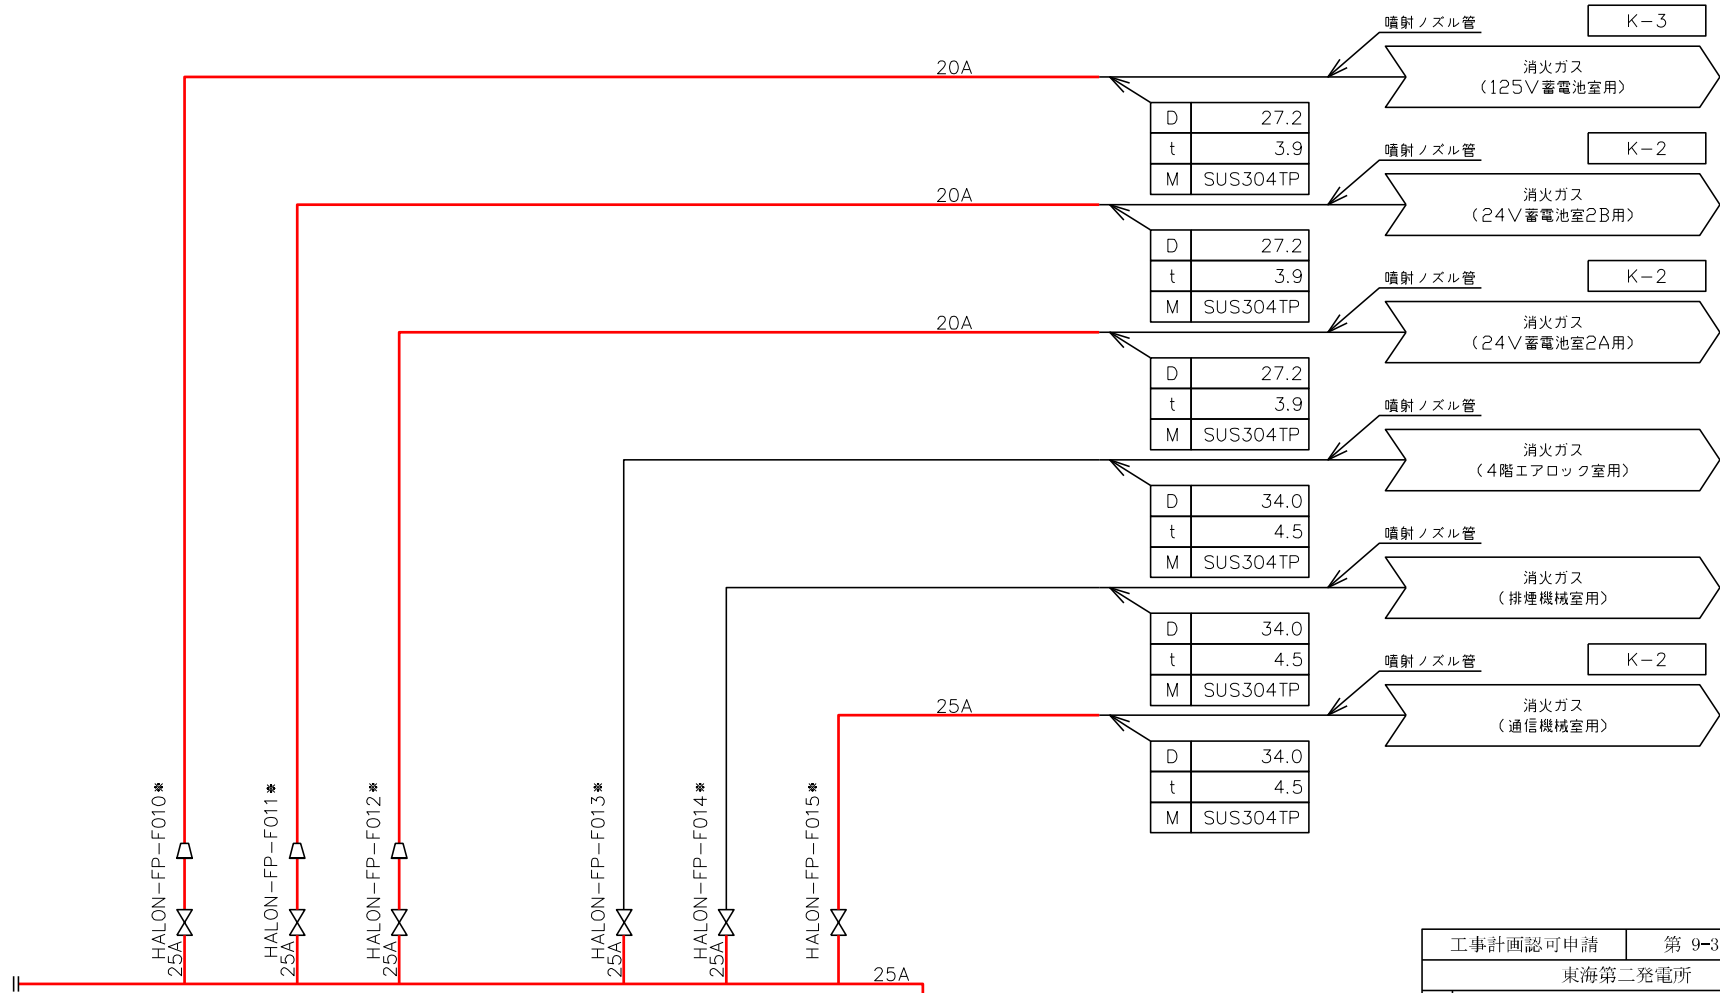 噴射ノズル管
K-3
20A
消火ガス
(125V蓄電池室用)
D 27.2
t 3.9
M SUS304TP
噴射ノズル管
K-2
20A
消火ガス
(24V蓄電池室2B用)
D 27.2
t 3.9
M SUS304TP
噴射ノズル管
K-2
20A
消火ガス
(24V蓄電池室2A用)
D 27.2
t 3.9
M SUS304TP
噴射ノズル管
消火ガス
(4階エアロック室用)
D 34.0
t 4.5
M SUS304TP
噴射ノズル管
消火ガス
(排煙機械室用)
D 34.0
t 4.5
M SUS304TP
噴射ノズル管
K-2
25A
消火ガス
(通信機械室用)
D 34.0
t 4.5
M SUS304TP
HALON-FP-F010※
25A
HALON-FP-F011※
25A
HALON-FP-F012※
25A
HALON-FP-F013※
25A
HALON-FP-F014※
25A
HALON-FP-F015※
25A
工事計画認可申請 第 9-3
東海第二発電所